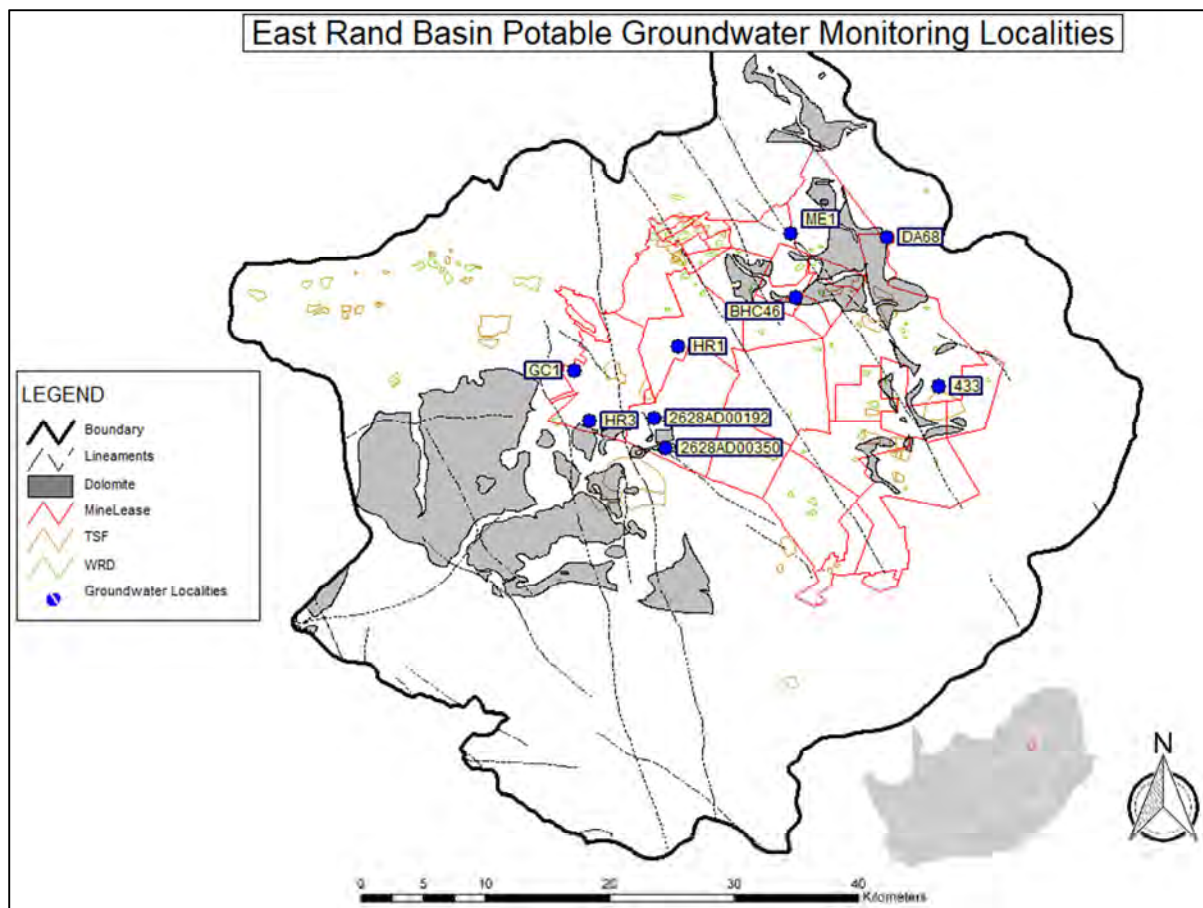 East Rand Basin Potable Groundwater Monitoring Localities
ME1
DA68
BHC46
HR1
GC1
433
HR3
2628AD00192
2628AD00350
LEGEND
Boundary
Lineaments
Dolomite
MineLease
TSF
WRD
Groundwater Localities
N
0 5 10 20 30 40
Kilometers